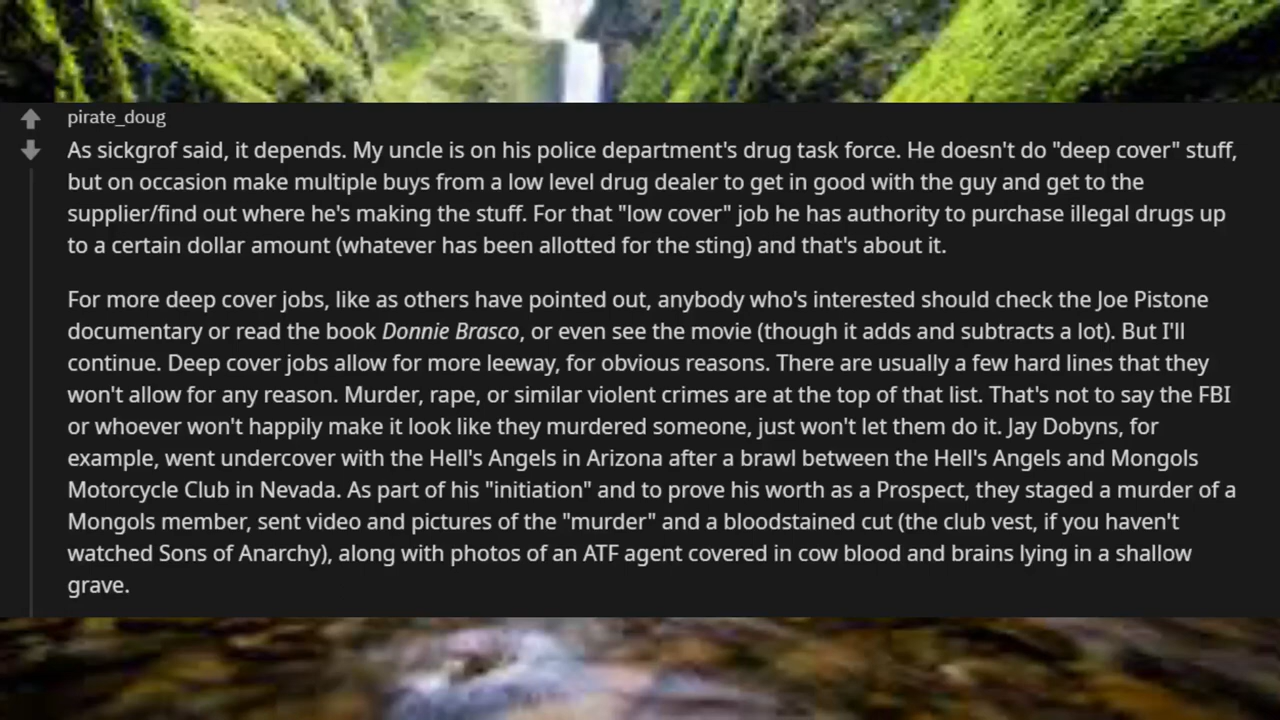 pirate_doug
As sickgrof said, it depends. My uncle is on his police department's drug task force. He doesn't do "deep cover" stuff,
but on occasion make multiple buys from a low level drug dealer to get in good with the guy and get to the
supplier/find out where he's making the stuff. For that "low cover" job he has authority to purchase illegal drugs up
to a certain dollar amount (whatever has been allotted for the sting) and that's about it.
For more deep cover jobs, like as others have pointed out, anybody who's interested should check the Joe Pistone
documentary or read the book Donnie Brasco, or even see the movie (though it adds and subtracts a lot). But I'll
continue. Deep cover jobs allow for more leeway, for obvious reasons. There are usually a few hard lines that they
won't allow for any reason. Murder, rape, or similar violent crimes are at the top of that list. That's not to say the FBI
or whoever won't happily make it look like they murdered someone, just won't let them do it. Jay Dobyns, for
example, went undercover with the Hell's Angels in Arizona after a brawl between the Hell's Angels and Mongols
Motorcycle Club in Nevada. As part of his "initiation" and to prove his worth as a Prospect, they staged a murder of a
Mongols member, sent video and pictures of the "murder" and a bloodstained cut (the club vest, if you haven't
watched Sons of Anarchy), along with photos of an ATF agent covered in cow blood and brains lying in a shallow
grave.